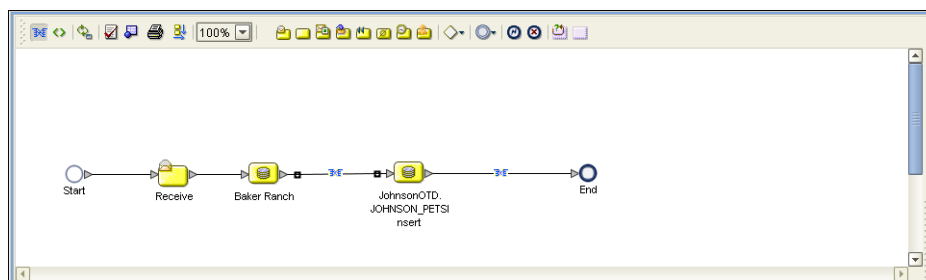 100%
Start
Receive
Baker Ranch
JohnsonOTD.
JOHNSON_PETSI
nsert
End